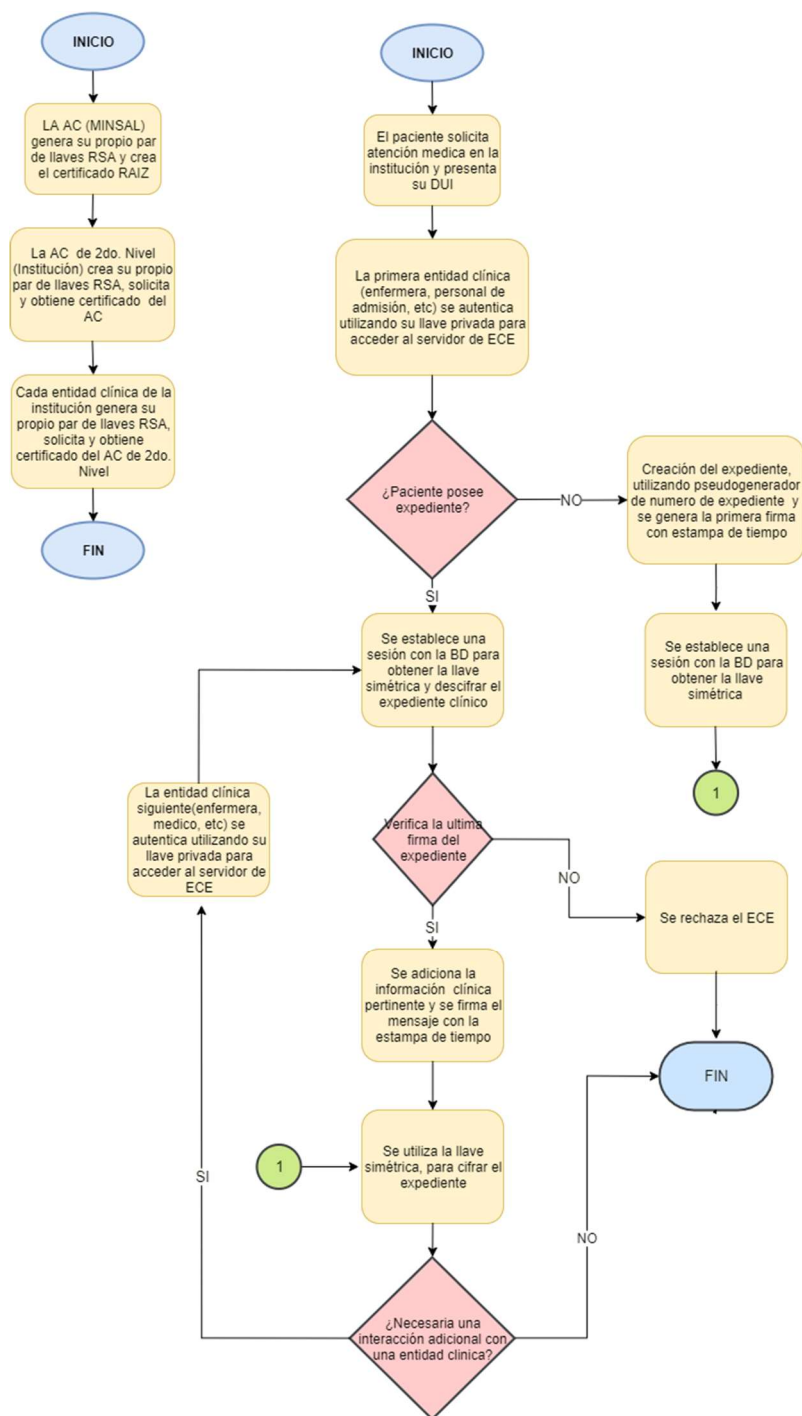 INICIO
LA AC (MINSAL)
genera su propio par
de llaves RSA y crea
el certificado RAIZ
La AC de 2do. Nivel
(Institución) crea su propio
par de llaves RSA, solicita
y obtiene certificado del
AC
Cada entidad clínica de la
institución genera su
propio par de llaves RSA,
solicita y obtiene
certificado del AC de 2do.
Nivel
FIN
INICIO
El paciente solicita
atención medica en la
institución y presenta
su DUI
La primera entidad clínica
(enfermera, personal de
admisión, etc) se autentica
utilizando su llave privada para
acceder al servidor de ECE
¿Paciente posee
expediente?
NO
Creación del expediente,
utilizando pseudogenerador
de numero de expediente y
se genera la primera firma
con estampa de tiempo
Se establece una
sesión con la BD para
obtener la llave
simétrica
1
SI
Se establece una
sesión con la BD para
obtener la llave
simétrica y descifrar el
expediente clínico
Verifica la ultima
firma del
expediente
NO
Se rechaza el ECE
FIN
SI
Se adiciona la
información clínica
pertinente y se firma el
mensaje con la
estampa de tiempo
1
Se utiliza la llave
simétrica, para cifrar el
expediente
¿Necesaria una
interacción adicional con
una entidad clinica?
NO
SI
La entidad clínica
siguiente(enfermera,
medico, etc) se
autentica utilizando su
llave privada para
acceder al servidor de
ECE